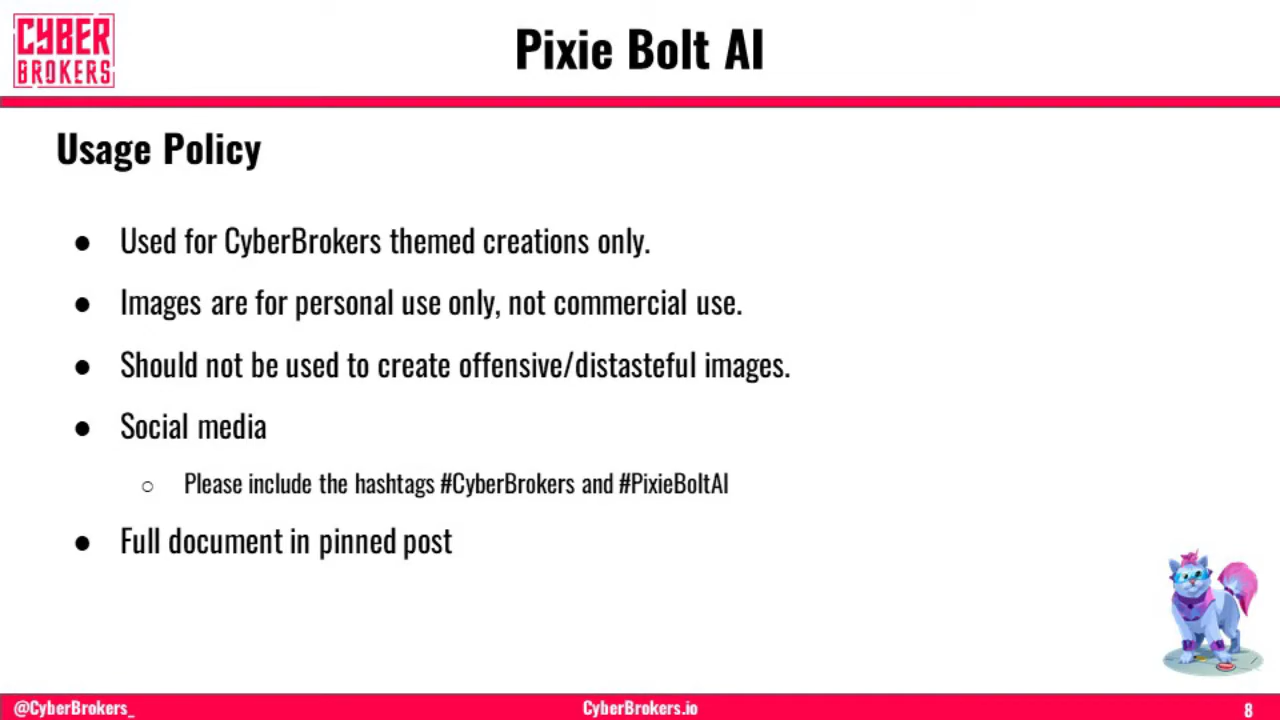 CYBER
BROKERS
Pixie Bolt AI
Usage Policy
● Used for CyberBrokers themed creations only.
● Images are for personal use only, not commercial use.
● Should not be used to create offensive/distasteful images.
● Social media
○ Please include the hashtags #CyberBrokers and #PixieBoltAI
● Full document in pinned post
@CyberBrokers_ CyberBrokers.io 8